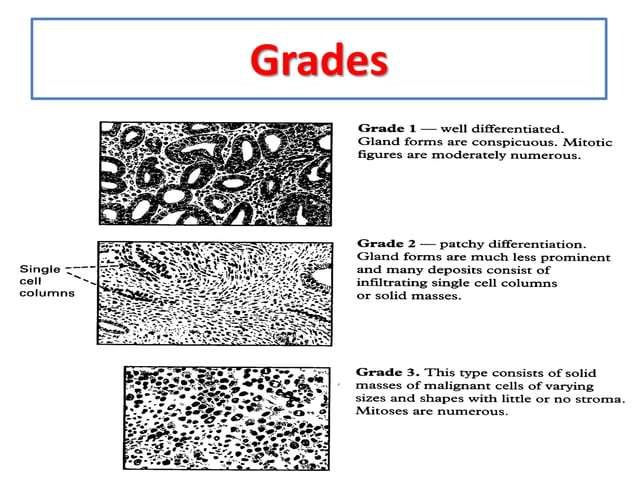 Grades
Grade 1 — well differentiated.
Gland forms are conspicuous. Mitotic
figures are moderately numerous.
Single
cell
columns
Grade 2 — patchy differentiation.
Gland forms are much less prominent
and many deposits consist of
infiltrating single cell columns
or solid masses.
Grade 3. This type consists of solid
masses of malignant cells of varying
sizes and shapes with little or no stroma.
Mitoses are numerous.